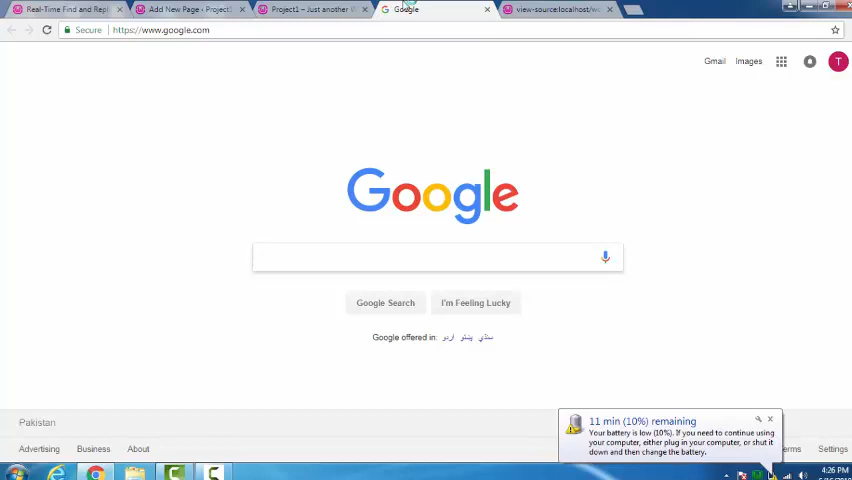 Real-Time Find and Repl
Add New Page ‹ Project1
Project1 – Just another W
Google
view-source:localhost/wo
Secure
https://www.google.com
Gmail
Images
T
Google
Google Search
I'm Feeling Lucky
Google offered in: اردو پښتو سنڌي
Pakistan
11 min (10%) remaining
Your battery is low (10%). If you need to continue using
your computer, either plug in your computer, or shut it
down and then change the battery.
Advertising
Business
About
Settings
4:26 PM